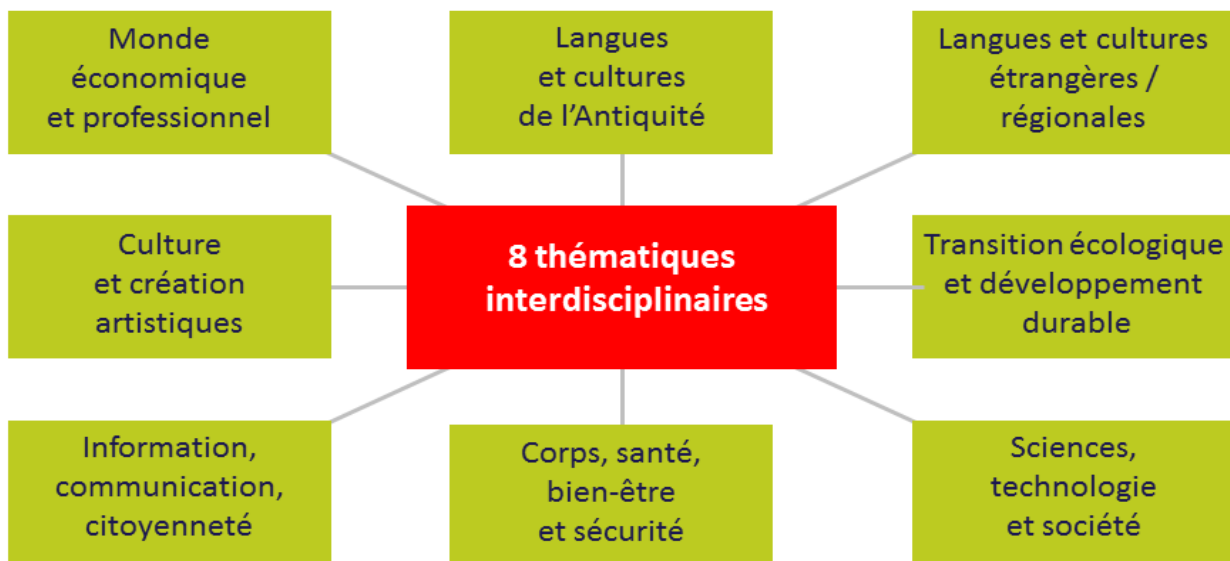 Monde
économique
et professionnel
Langues
et cultures
de l’Antiquité
Langues et cultures
étrangères /
régionales
Culture
et création
artistiques
8 thématiques
interdisciplinaires
Transition écologique
et développement
durable
Information,
communication,
citoyenneté
Corps, santé,
bien-être
et sécurité
Sciences,
technologie
et société